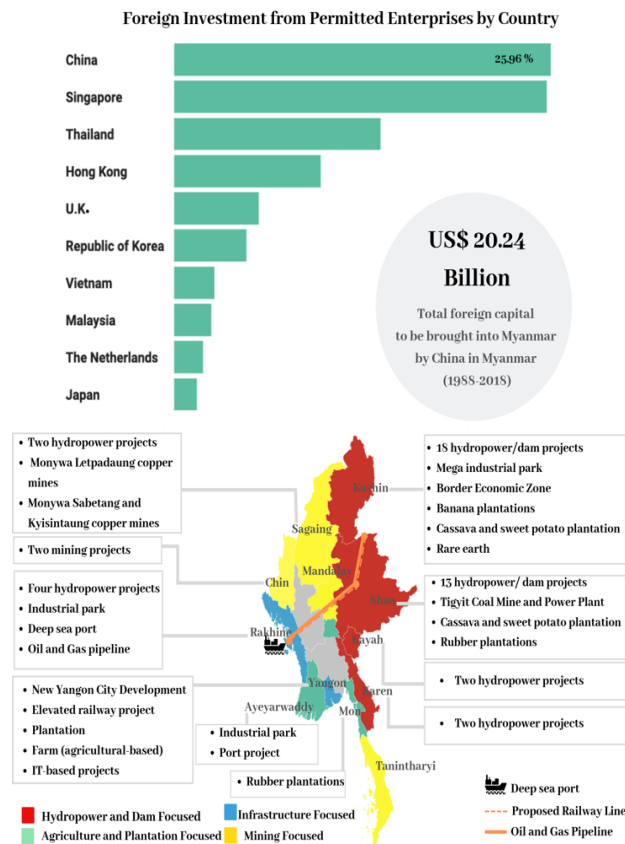 Foreign Investment from Permitted Enterprises by Country
China
25.96 %
Singapore
Thailand
Hong Kong
U.K.
Republic of Korea
Vietnam
Malaysia
The Netherlands
Japan
US$ 20.24
Billion
Total foreign capital
to be brought into Myanmar
by China in Myanmar
(1988-2018)
• Two hydropower projects
• Monywa Letpadaung copper
mines
• Monywa Sabetang and
Kyisintaung copper mines
• Two mining projects
• Four hydropower projects
• Industrial park
• Deep sea port
• Oil and Gas pipeline
• New Yangon City Development
• Elevated railway project
• Plantation
• Farm (agricultural-based)
• IT-based projects
• Industrial park
• Port project
• Rubber plantations
• 18 hydropower/dam projects
• Mega industrial park
• Border Economic Zone
• Banana plantations
• Cassava and sweet potato plantation
• Rare earth
• 15 hydropower/ dam projects
• Tigyit Coal Mine and Power Plant
• Cassava and sweet potato plantation
• Rubber plantations
• Two hydropower projects
• Two hydropower projects
Kachin
Sagaing
Mandalay
Chin
Shan
Rakhine
Kayah
Yangon
Karen
Ayeyarwaddy
Mon
Tanintharyi
Hydropower and Dam Focused
Infrastructure Focused
Agriculture and Plantation Focused
Mining Focused
Deep sea port
Proposed Railway Line
Oil and Gas Pipeline